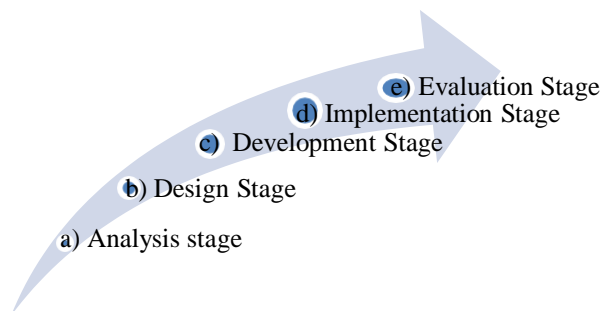 e) Evaluation Stage
d) Implementation Stage
c) Development Stage
b) Design Stage
a) Analysis stage